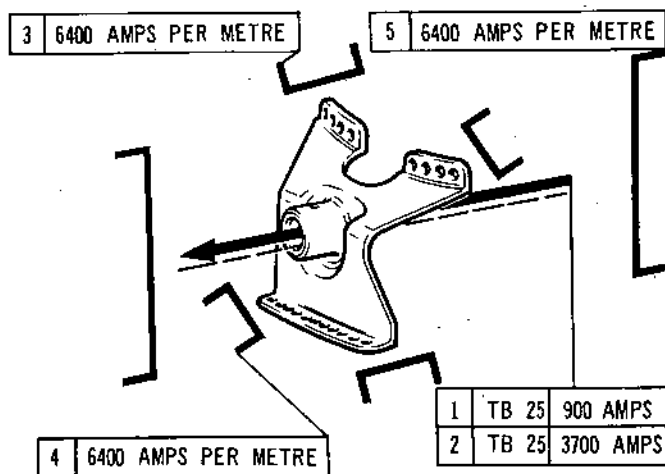 3 6400 AMPS PER METRE
5 6400 AMPS PER METRE
1 TB 25 900 AMPS
2 TB 25 3700 AMPS
4 6400 AMPS PER METRE